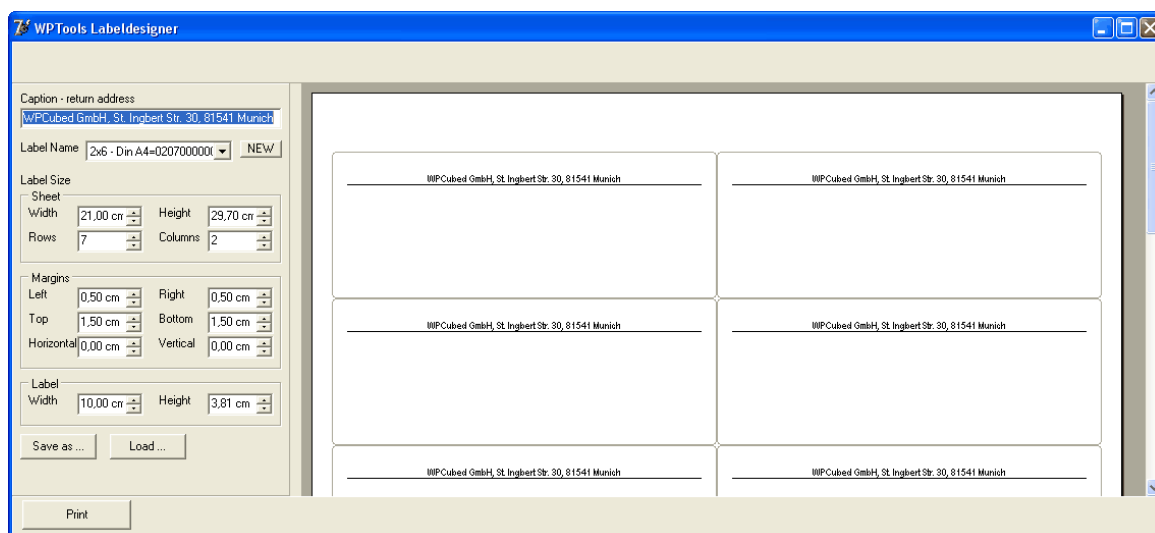 WPTools Labeldesigner
Caption - return address
WPCubed GmbH, St. Ingbert Str. 30, 81541 Munich
Label Name 2x6 - Din A4=020700000( NEW
Label Size
Sheet
Width 21,00 cm Height 29,70 cm
Rows 7 Columns 2
Margins
Left 0,50 cm Right 0,50 cm
Top 1,50 cm Bottom 1,50 cm
Horizontal 0,00 cm Vertical 0,00 cm
Label
Width 10,00 cm Height 3,81 cm
Save as ... Load ...
Print
WPCubed GmbH, St. Ingbert Str. 30, 81541 Munich WPCubed GmbH, St. Ingbert Str. 30, 81541 Munich
WPCubed GmbH, St. Ingbert Str. 30, 81541 Munich WPCubed GmbH, St. Ingbert Str. 30, 81541 Munich
WPCubed GmbH, St. Ingbert Str. 30, 81541 Munich WPCubed GmbH, St. Ingbert Str. 30, 81541 Munich